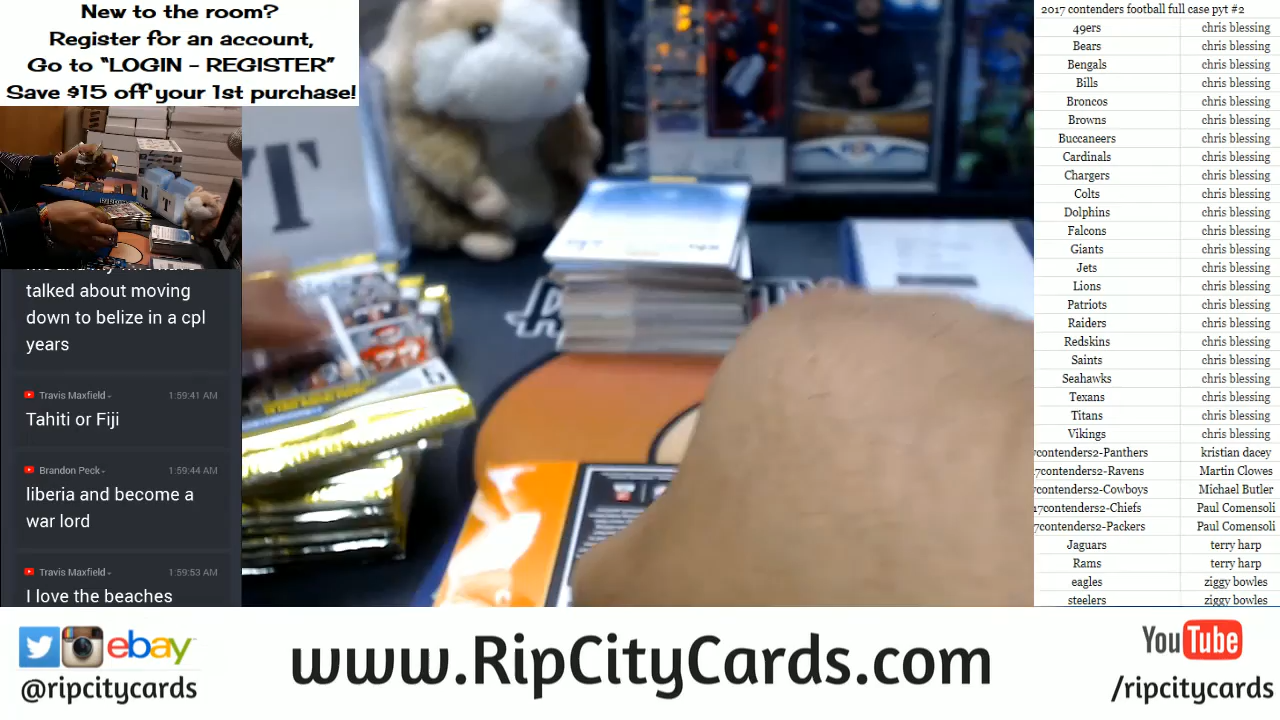 New to the room?
Register for an account,
Go to "LOGIN - REGISTER"
Save $15 off your 1st purchase!
talked about moving
down to belize in a cpl
years
Travis Maxfield 1:59:41 AM
Tahiti or Fiji
Brandon Peck 1:59:44 AM
liberia and become a
war lord
Travis Maxfield 1:59:53 AM
I love the beaches
2017 contenders football full case pyt #2
49ers chris blessing
Bears chris blessing
Bengals chris blessing
Bills chris blessing
Broncos chris blessing
Browns chris blessing
Buccaneers chris blessing
Cardinals chris blessing
Chargers chris blessing
Colts chris blessing
Dolphins chris blessing
Falcons chris blessing
Giants chris blessing
Jets chris blessing
Lions chris blessing
Patriots chris blessing
Raiders chris blessing
Redskins chris blessing
Saints chris blessing
Seahawks chris blessing
Texans chris blessing
Titans chris blessing
Vikings chris blessing
7contenders2-Panthers kristian dacey
7contenders2-Ravens Martin Clowes
7contenders2-Cowboys Michael Butler
17contenders2-Chiefs Paul Comensoli
7contenders2-Packers Paul Comensoli
Jaguars terry harp
Rams terry harp
eagles ziggy bowles
steelers ziggy bowles
ebay
@ripcitycards
www.RipCityCards.com
YouTube
/ripcitycards
T
R T